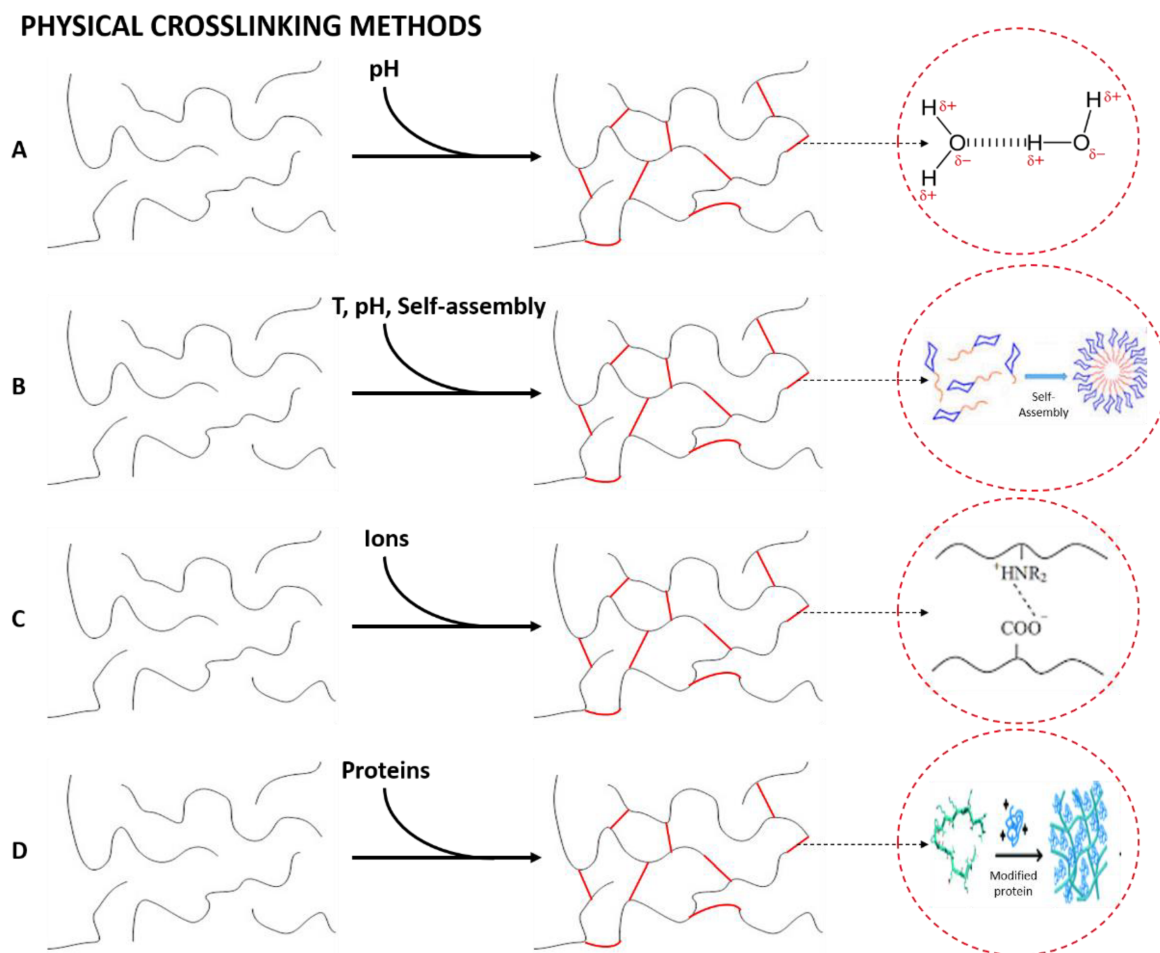 PHYSICAL CROSSLINKING METHODS
A
pH
H δ+
H δ+
O δ−
H δ+
O δ−
H δ+
B
T, pH, Self-assembly
Self-
Assembly
C
Ions
+HNR2
COO−
D
Proteins
Modified
protein